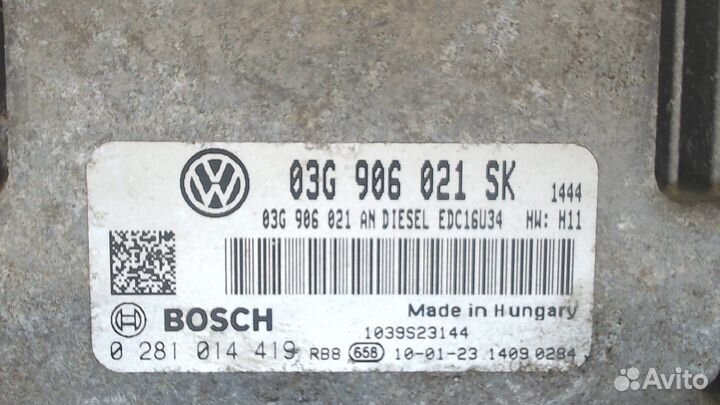 03G 906 021 SK 1444
03G 906 021 AN DIESEL EDC16U34 HW: H11
BOSCH Made in Hungary
1039S23144
0 281 014 419 RB8 658 10-01-23 1409 0284
Avito